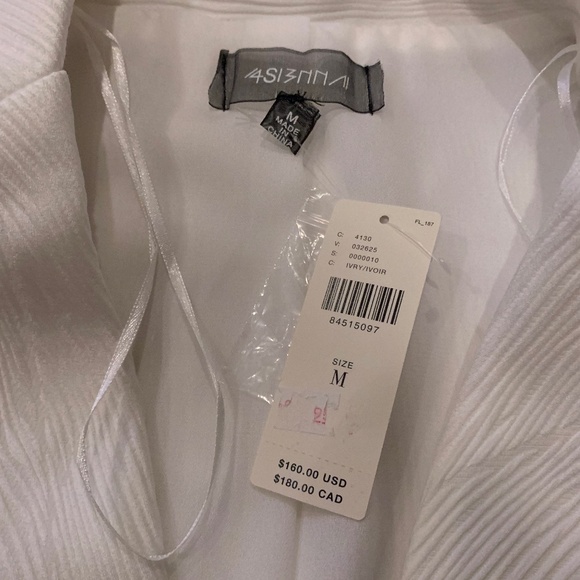 M
MADE
IN
CHINA
FL_187
C: 4130
V: 032625
S: 0000010
C: IVRY/IVOIR
84515097
SIZE
M
$160.00 USD
$180.00 CAD